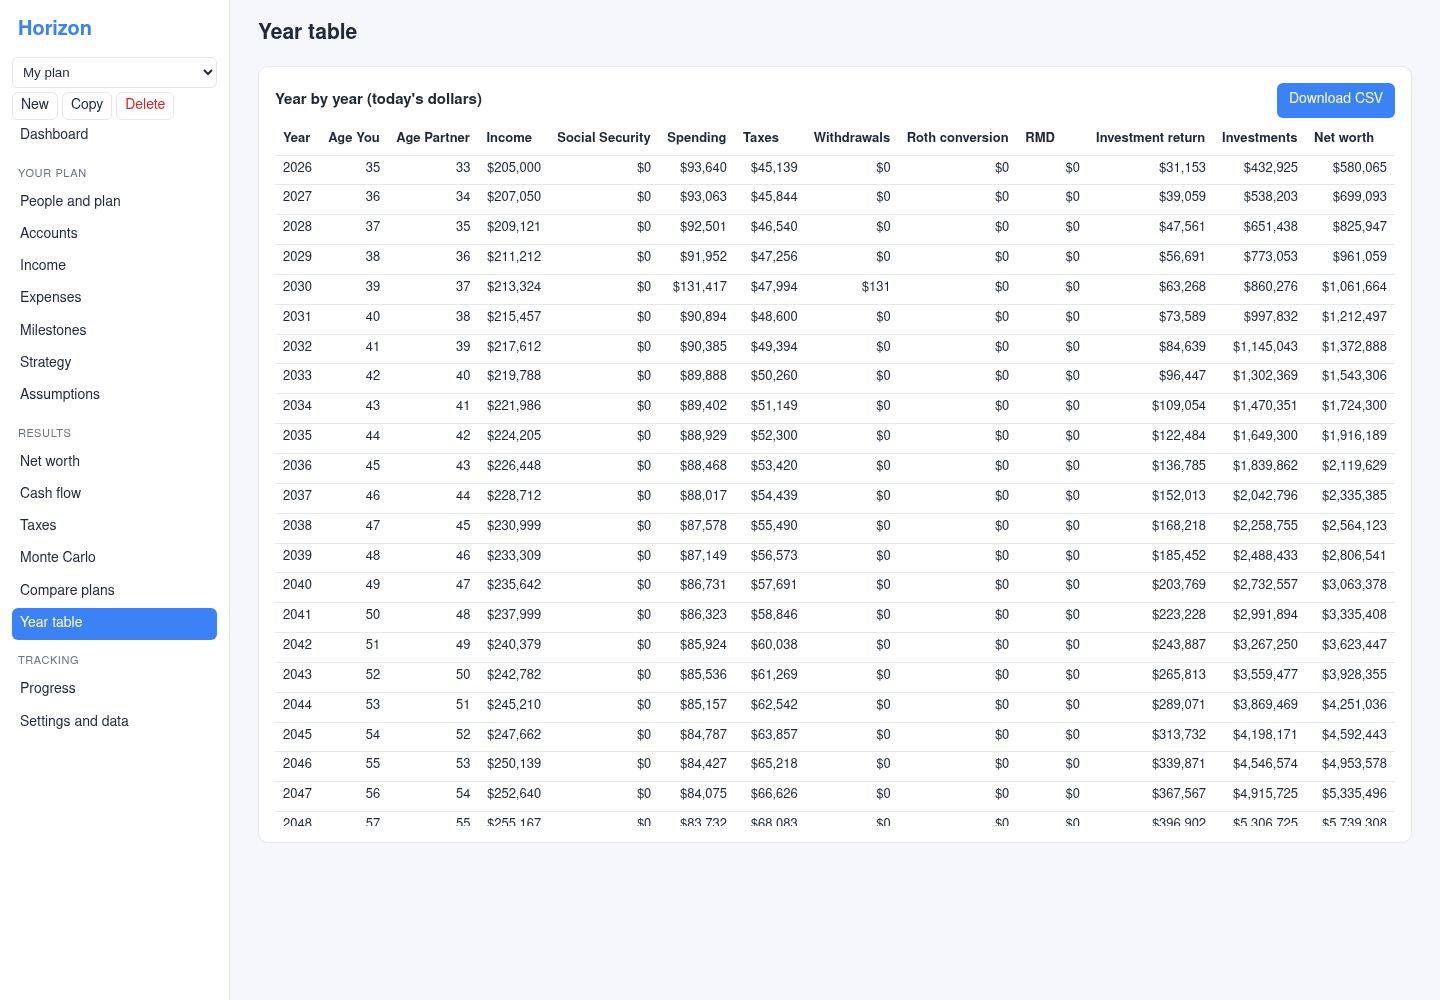 Horizon
My plan
New Copy Delete
Dashboard
YOUR PLAN
People and plan
Accounts
Income
Expenses
Milestones
Strategy
Assumptions
RESULTS
Net worth
Cash flow
Taxes
Monte Carlo
Compare plans
Year table
TRACKING
Progress
Settings and data
Year table
Year by year (today's dollars)
Download CSV
Year Age You Age Partner Income Social Security Spending Taxes Withdrawals Roth conversion RMD Investment return Investments Net worth
2026 35 33 $205,000 $0 $93,640 $45,139 $0 $0 $0 $31,153 $432,925 $580,065
2027 36 34 $207,050 $0 $93,063 $45,844 $0 $0 $0 $39,059 $538,203 $699,093
2028 37 35 $209,121 $0 $92,501 $46,540 $0 $0 $0 $47,561 $651,438 $825,947
2029 38 36 $211,212 $0 $91,952 $47,256 $0 $0 $0 $56,691 $773,053 $961,059
2030 39 37 $213,324 $0 $131,417 $47,994 $131 $0 $0 $63,268 $860,276 $1,061,664
2031 40 38 $215,457 $0 $90,894 $48,600 $0 $0 $0 $73,589 $997,832 $1,212,497
2032 41 39 $217,612 $0 $90,385 $49,394 $0 $0 $0 $84,639 $1,145,043 $1,372,888
2033 42 40 $219,788 $0 $89,888 $50,260 $0 $0 $0 $96,447 $1,302,369 $1,543,306
2034 43 41 $221,986 $0 $89,402 $51,149 $0 $0 $0 $109,054 $1,470,351 $1,724,300
2035 44 42 $224,205 $0 $88,929 $52,300 $0 $0 $0 $122,484 $1,649,300 $1,916,189
2036 45 43 $226,448 $0 $88,468 $53,420 $0 $0 $0 $136,785 $1,839,862 $2,119,629
2037 46 44 $228,712 $0 $88,017 $54,439 $0 $0 $0 $152,013 $2,042,796 $2,335,385
2038 47 45 $230,999 $0 $87,578 $55,490 $0 $0 $0 $168,218 $2,258,755 $2,564,123
2039 48 46 $233,309 $0 $87,149 $56,573 $0 $0 $0 $185,452 $2,488,433 $2,806,541
2040 49 47 $235,642 $0 $86,731 $57,691 $0 $0 $0 $203,769 $2,732,557 $3,063,378
2041 50 48 $237,999 $0 $86,323 $58,846 $0 $0 $0 $223,228 $2,991,894 $3,335,408
2042 51 49 $240,379 $0 $85,924 $60,038 $0 $0 $0 $243,887 $3,267,250 $3,623,447
2043 52 50 $242,782 $0 $85,536 $61,269 $0 $0 $0 $265,813 $3,559,477 $3,928,355
2044 53 51 $245,210 $0 $85,157 $62,542 $0 $0 $0 $289,071 $3,869,469 $4,251,036
2045 54 52 $247,662 $0 $84,787 $63,857 $0 $0 $0 $313,732 $4,198,171 $4,592,443
2046 55 53 $250,139 $0 $84,427 $65,218 $0 $0 $0 $339,871 $4,546,574 $4,953,578
2047 56 54 $252,640 $0 $84,075 $66,626 $0 $0 $0 $367,567 $4,915,725 $5,335,496
2048 57 55 $255,167 $0 $83,732 $68,083 $0 $0 $0 $396,902 $5,306,725 $5,739,308